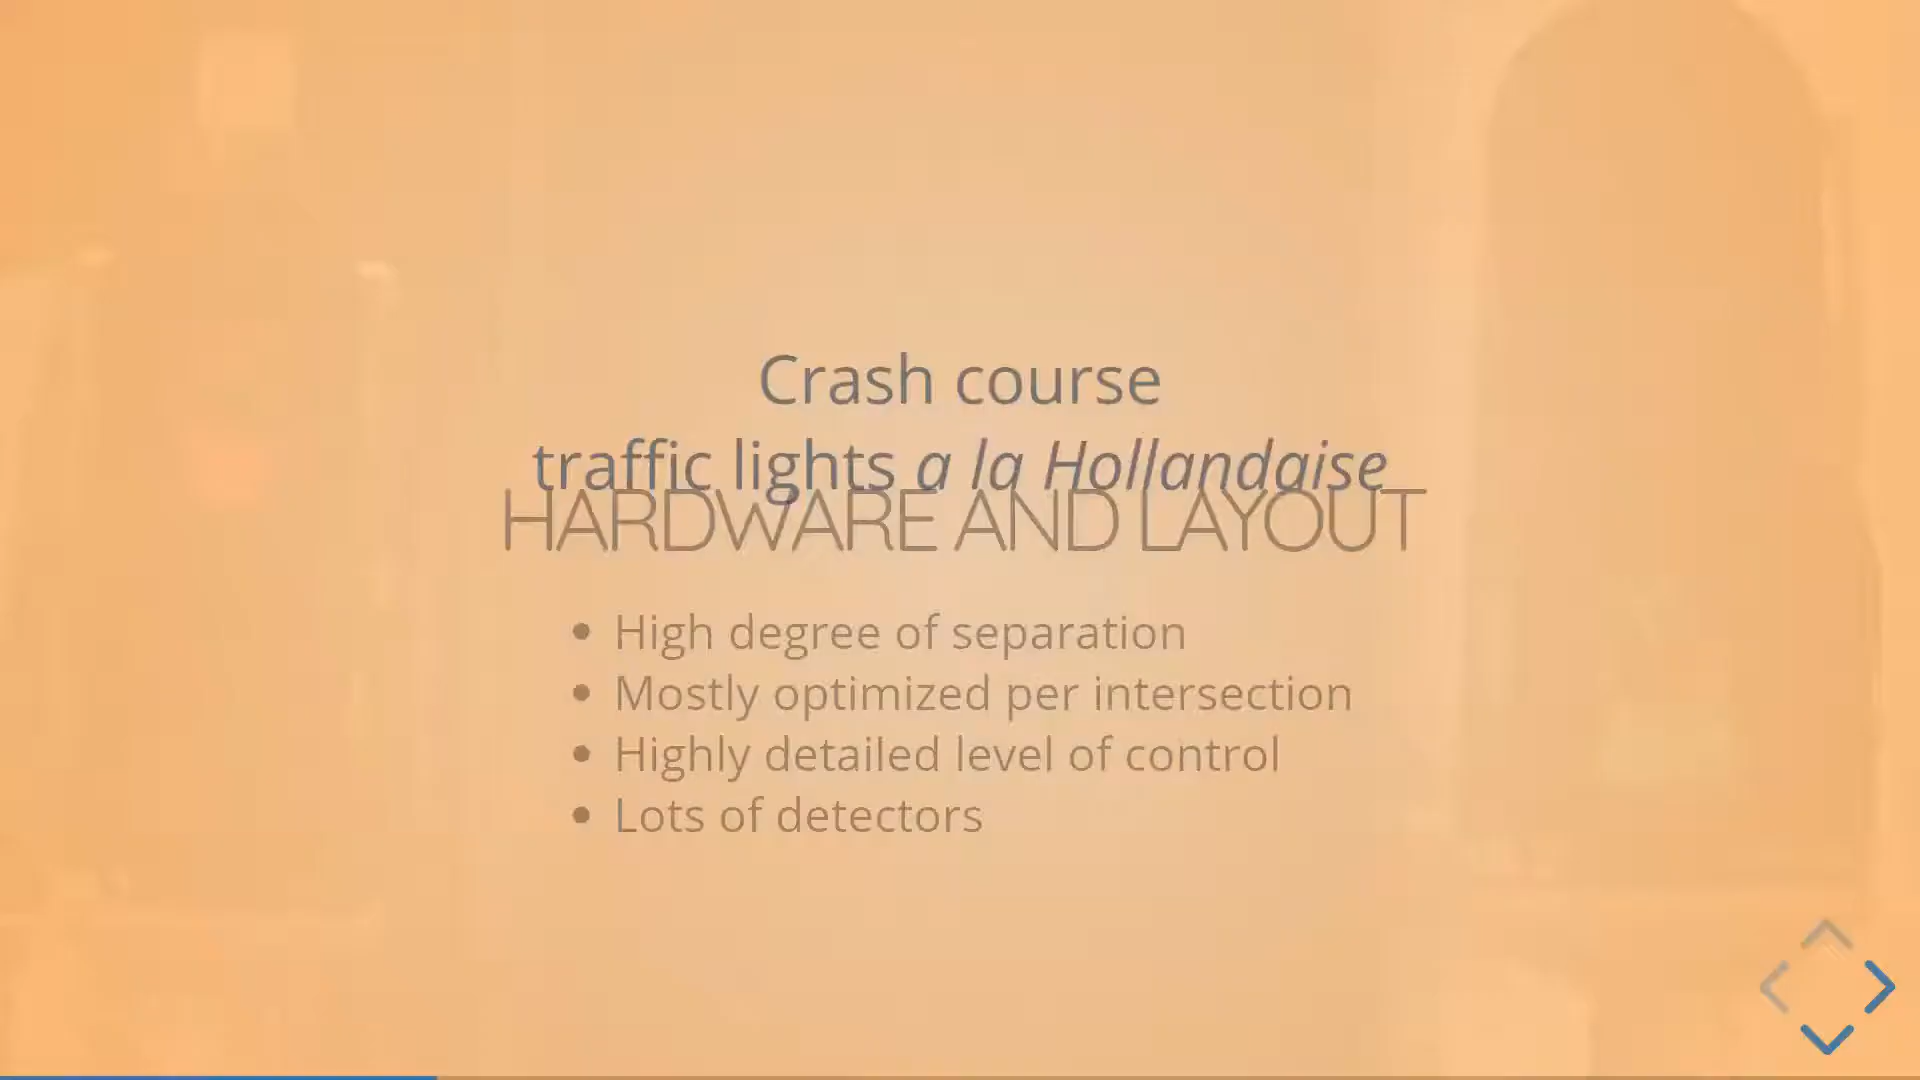 Crash course
traffic lights a la Hollandaise
HARDWARE AND LAYOUT
High degree of separation
Mostly optimized per intersection
Highly detailed level of control
Lots of detectors